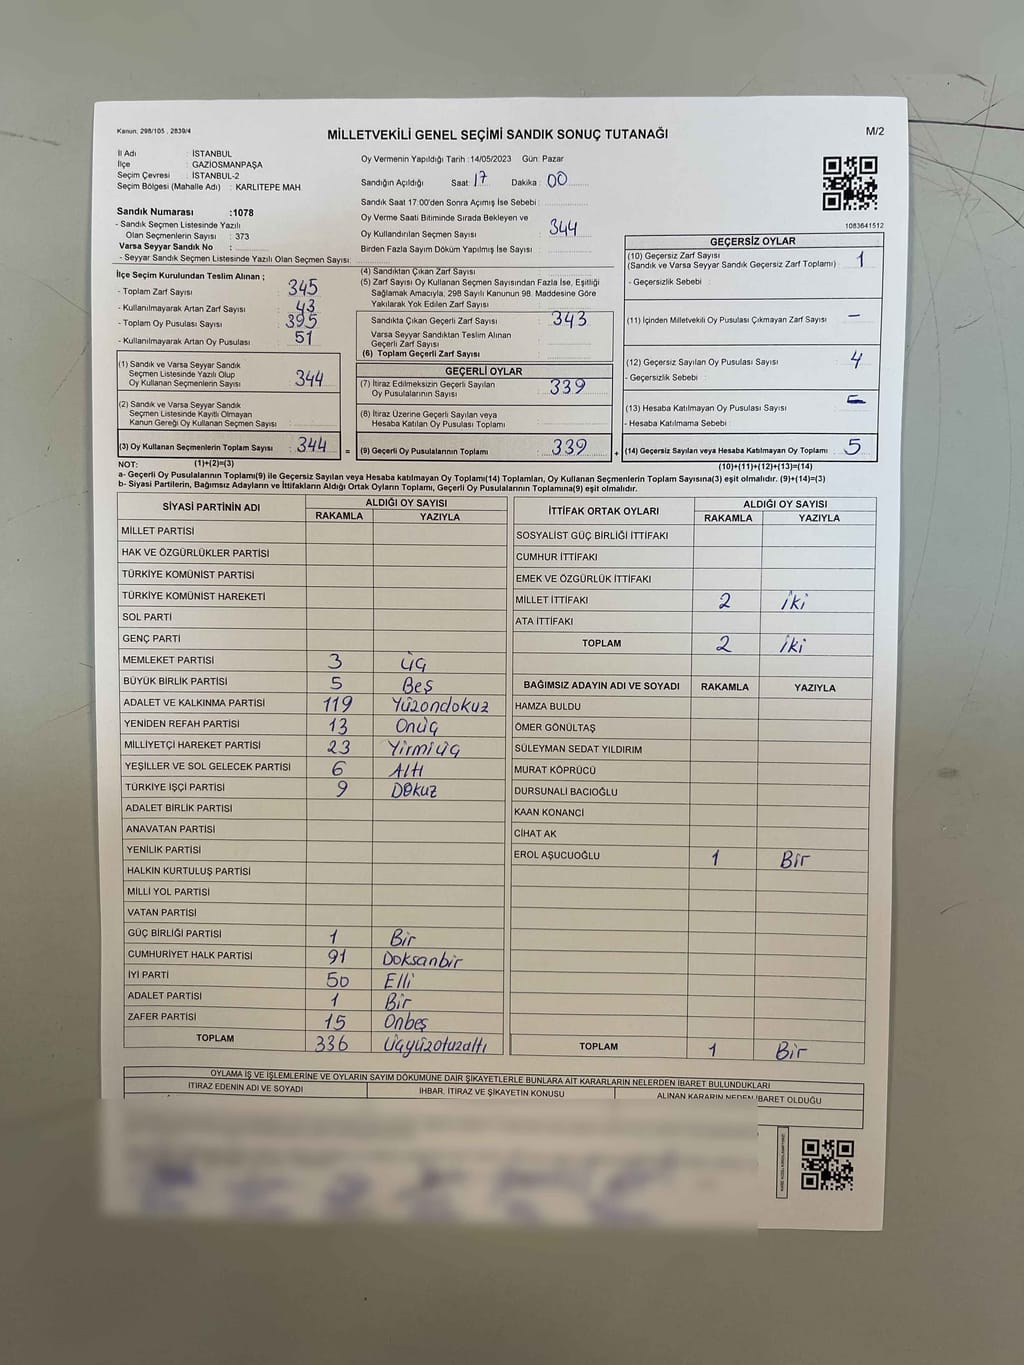 Kanun: 298/105 , 2839/4
MİLLETVEKİLİ GENEL SEÇİMİ SANDIK SONUÇ TUTANAĞI
M/2
İl Adı : İSTANBUL
İlçe : GAZİOSMANPAŞA
Seçim Çevresi : İSTANBUL-2
Seçim Bölgesi (Mahalle Adı) : KARLITEPE MAH.
Oy Vermenin Yapıldığı Tarih : 14/05/2023 Gün: Pazar
Sandığın Açıldığı Saat: 17 Dakika : 00
Sandık Saat 17:00'den Sonra Açımış İse Sebebi :
Oy Verme Saati Bitiminde Sırada Bekleyen ve
Oy Kullandırılan Seçmen Sayısı : 344
Birden Fazla Sayım Döküm Yapılmış İse Sayısı :
1083641512
Sandık Numarası :1078
- Sandık Seçmen Listesinde Yazılı
Olan Seçmenlerin Sayısı : 373
Varsa Seyyar Sandık No :
- Seyyar Sandık Seçmen Listesinde Yazılı Olan Seçmen Sayısı:
İlçe Seçim Kurulundan Teslim Alınan ;
- Toplam Zarf Sayısı : 345
- Kullanılmayarak Artan Zarf Sayısı : 43
- Toplam Oy Pusulası Sayısı : 395
- Kullanılmayarak Artan Oy Pusulası : 51
(1) Sandık ve Varsa Seyyar Sandık
Seçmen Listesinde Yazılı Olup
Oy Kullanan Seçmenlerin Sayısı : 344
(2) Sandık ve Varsa Seyyar Sandık
Seçmen Listesinde Kayıtlı Olmayan
Kanun Gereği Oy Kullanan Seçmen Sayısı :
(3) Oy Kullanan Seçmenlerin Toplam Sayısı : 344 =
(4) Sandıktan Çıkan Zarf Sayısı :
(5) Zarf Sayısı Oy Kullanan Seçmen Sayısından Fazla İse, Eşitliği
Sağlamak Amacıyla, 298 Sayılı Kanunun 98. Maddesine Göre
Yakılarak Yok Edilen Zarf Sayısı :
Sandıkta Çıkan Geçerli Zarf Sayısı : 343
Varsa Seyyar Sandıktan Teslim Alınan
Geçerli Zarf Sayısı :
(6) Toplam Geçerli Zarf Sayısı :
GEÇERLİ OYLAR
(7) İtiraz Edilmeksizin Geçerli Sayılan
Oy Pusulalarının Sayısı : 339
(8) İtiraz Üzerine Geçerli Sayılan veya
Hesaba Katılan Oy Pusulası Toplamı :
(9) Geçerli Oy Pusulalarının Toplamı : 339 +
GEÇERSİZ OYLAR
(10) Geçersiz Zarf Sayısı : 1
(Sandık ve Varsa Seyyar Sandık Geçersiz Zarf Toplamı)
- Geçersizlik Sebebi :
(11) İçinden Milletvekili Oy Pusulası Çıkmayan Zarf Sayısı : -
(12) Geçersiz Sayılan Oy Pusulası Sayısı : 4
- Geçersizlik Sebebi :
(13) Hesaba Katılmayan Oy Pusulası Sayısı :
- Hesaba Katılmama Sebebi :
(14) Geçersiz Sayılan veya Hesaba Katılmayan Oy Toplamı : 5
NOT: (1)+(2)=(3) (10)+(11)+(12)+(13)=(14)
a- Geçerli Oy Pusulalarının Toplamı(9) ile Geçersiz Sayılan veya Hesaba katılmayan Oy Toplamı(14) Toplamları, Oy Kullanan Seçmenlerin Toplam Sayısına(3) eşit olmalıdır. (9)+(14)=(3)
b- Siyasi Partilerin, Bağımsız Adayların ve İttifakların Aldığı Ortak Oyların Toplamı, Geçerli Oy Pusulalarının Toplamına(9) eşit olmalıdır.
SİYASİ PARTİNİN ADI ALDIĞI OY SAYISI
RAKAMLA YAZIYLA
MİLLET PARTİSİ
HAK VE ÖZGÜRLÜKLER PARTİSİ
TÜRKİYE KOMÜNİST PARTİSİ
TÜRKİYE KOMÜNİST HAREKETİ
SOL PARTİ
GENÇ PARTİ
MEMLEKET PARTİSİ 3 üç
BÜYÜK BİRLİK PARTİSİ 5 Beş
ADALET VE KALKINMA PARTİSİ 119 Yüzondokuz
YENİDEN REFAH PARTİSİ 13 Onüç
MİLLİYETÇİ HAREKET PARTİSİ 23 Yirmiüç
YEŞİLLER VE SOL GELECEK PARTİSİ 6 Altı
TÜRKİYE İŞÇİ PARTİSİ 9 Dokuz
ADALET BİRLİK PARTİSİ
ANAVATAN PARTİSİ
YENİLİK PARTİSİ
HALKIN KURTULUŞ PARTİSİ
MİLLİ YOL PARTİSİ
VATAN PARTİSİ
GÜÇ BİRLİĞİ PARTİSİ 1 Bir
CUMHURİYET HALK PARTİSİ 91 Doksanbir
İYİ PARTİ 50 Elli
ADALET PARTİSİ 1 Bir
ZAFER PARTİSİ 15 Onbeş
TOPLAM 336 üçyüzotuzaltı
İTTİFAK ORTAK OYLARI ALDIĞI OY SAYISI
RAKAMLA YAZIYLA
SOSYALİST GÜÇ BİRLİĞİ İTTİFAKI
CUMHUR İTTİFAKI
EMEK VE ÖZGÜRLÜK İTTİFAKI
MİLLET İTTİFAKI 2 iki
ATA İTTİFAKI
TOPLAM 2 iki
BAĞIMSIZ ADAYIN ADI VE SOYADI RAKAMLA YAZIYLA
HAMZA BULDU
ÖMER GÖNÜLTAŞ
SÜLEYMAN SEDAT YILDIRIM
MURAT KÖPRÜCÜ
DURSUNALİ BACIOĞLU
KAAN KONANCİ
CİHAT AK
EROL AŞUCUOĞLU 1 Bir
TOPLAM 1 Bir
OYLAMA İŞ VE İŞLEMLERİNE VE OYLARIN SAYIM DÖKÜMÜNE DAİR ŞİKAYETLERLE BUNLARA AİT KARARLARIN NELERDEN İBARET BULUNDUKLARI
İTİRAZ EDENİN ADI VE SOYADI İHBAR, İTİRAZ VE ŞİKAYETİN KONUSU ALINAN KARARIN NEDEN İBARET OLDUĞU